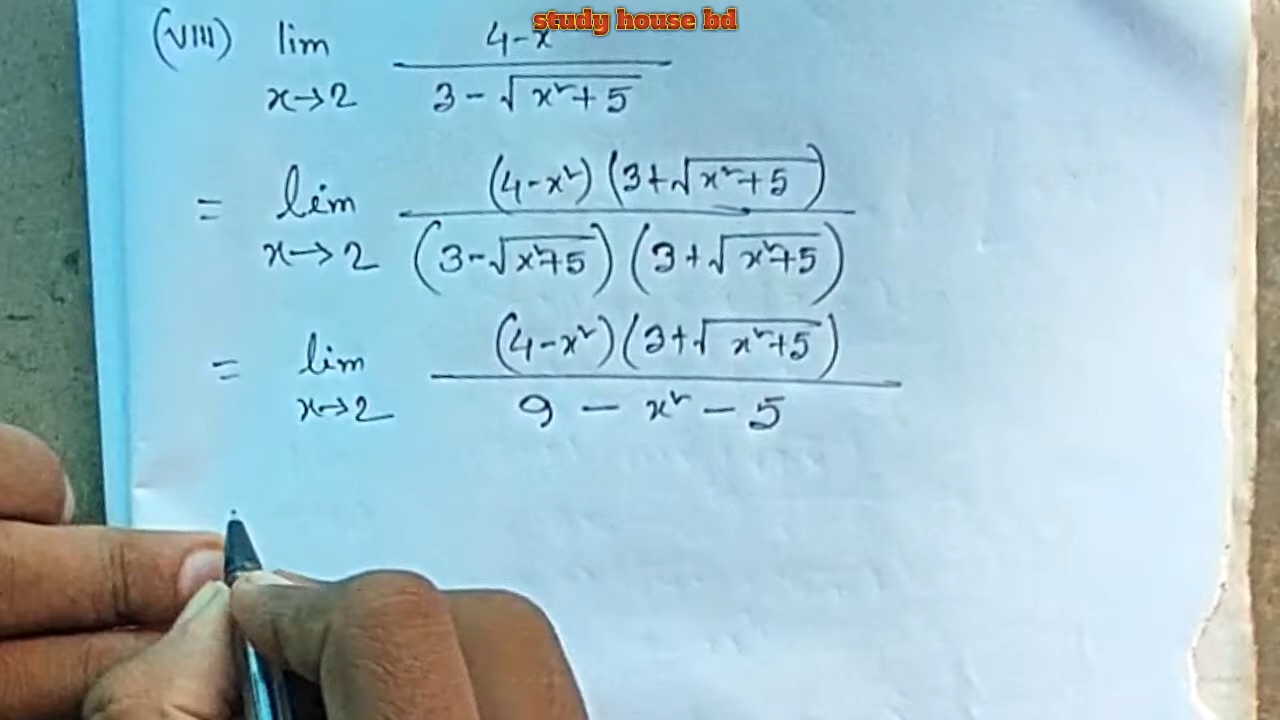 study house bd
(VIII) lim x→2 4-x / 3-√x²+5
= lim x→2 (4-x²)(3+√x²+5) / (3-√x²+5)(3+√x²+5)
= lim x→2 (4-x²)(3+√x²+5) / 9-x²-5